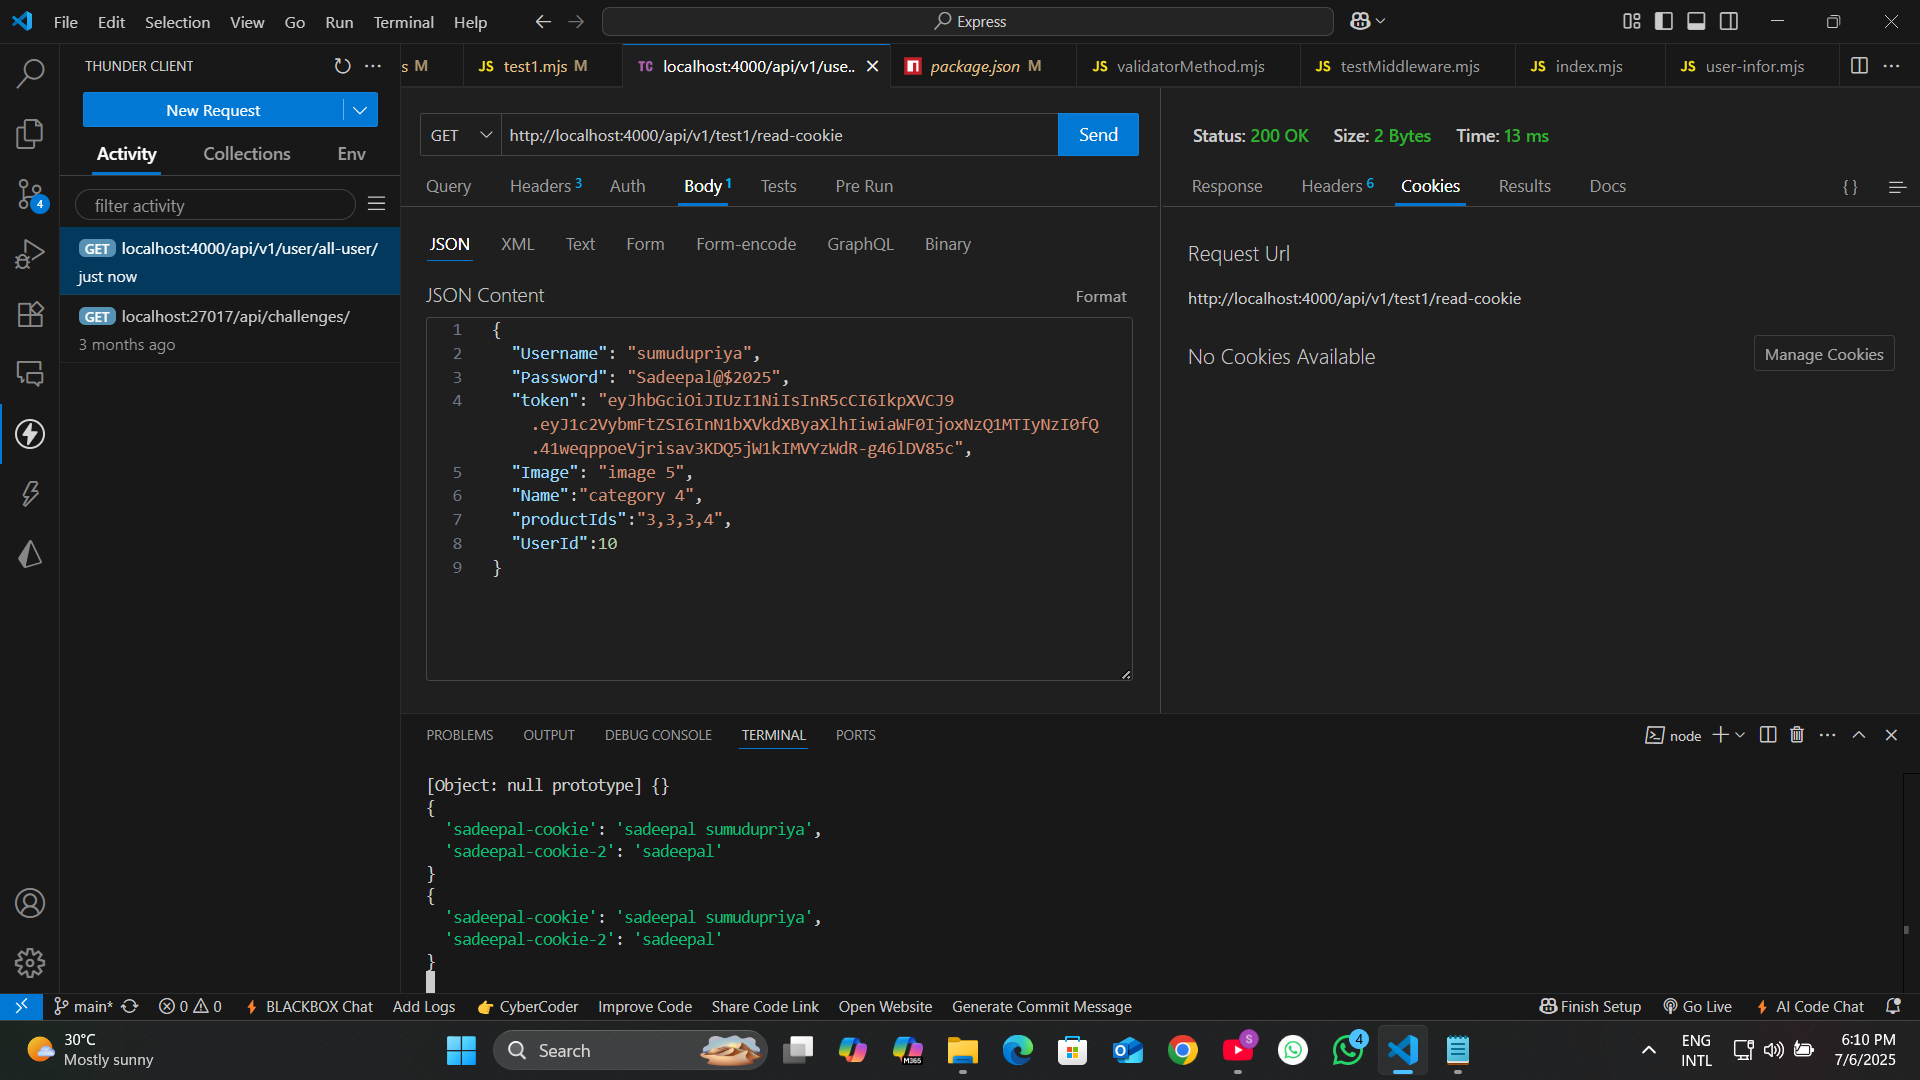 File Edit Selection View Go Run Terminal Help
Express
THUNDER CLIENT
s M
test1.mjs M
TC localhost:4000/api/v1/use..
package.json M
JS validatorMethod.mjs
JS testMiddleware.mjs
JS index.mjs
JS user-infor.mjs
New Request
Activity Collections Env
filter activity
GET localhost:4000/api/v1/user/all-user/
just now
GET localhost:27017/api/challenges/
3 months ago
4
GET http://localhost:4000/api/v1/test1/read-cookie Send
Query Headers 3 Auth Body 1 Tests Pre Run
JSON XML Text Form Form-encode GraphQL Binary
JSON Content Format
1 {
2 "Username": "sumudupriya",
3 "Password": "Sadeepal@$2025",
4 "token": "eyJhbGciOiJIUzI1NiIsInR5cCI6IkpXVCJ9
.eyJ1c2VybmFtZSI6InN1bXVkdXByaXlhIiwiaWF0IjoxNzQ1MTIyNzI0fQ
.41weqppoeVjrisav3KDQ5jW1kIMVYzWdR-g46lDV85c",
5 "Image": "image 5",
6 "Name":"category 4",
7 "productIds":"3,3,3,4",
8 "UserId":10
9 }
Status: 200 OK Size: 2 Bytes Time: 13 ms
Response Headers 6 Cookies Results Docs {}
Request Url
http://localhost:4000/api/v1/test1/read-cookie
No Cookies Available
Manage Cookies
PROBLEMS OUTPUT DEBUG CONSOLE TERMINAL PORTS
node
[Object: null prototype] {}
{
'sadeepal-cookie': 'sadeepal sumudupriya',
'sadeepal-cookie-2': 'sadeepal'
}
{
'sadeepal-cookie': 'sadeepal sumudupriya',
'sadeepal-cookie-2': 'sadeepal'
}
main* 0 0 BLACKBOX Chat Add Logs CyberCoder Improve Code Share Code Link Open Website Generate Commit Message Finish Setup Go Live AI Code Chat
30°C
Mostly sunny
Search
M365
S
4
ENG
INTL
6:10 PM
7/6/2025